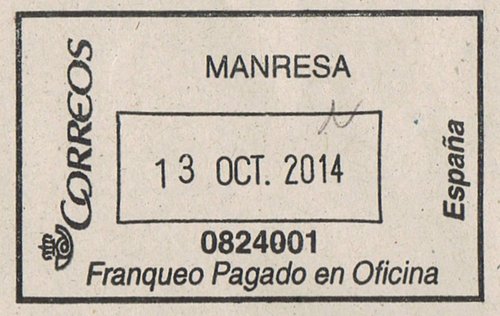 CORREOS
MANRESA
13 OCT. 2014
0824001
Franqueo Pagado en Oficina
España